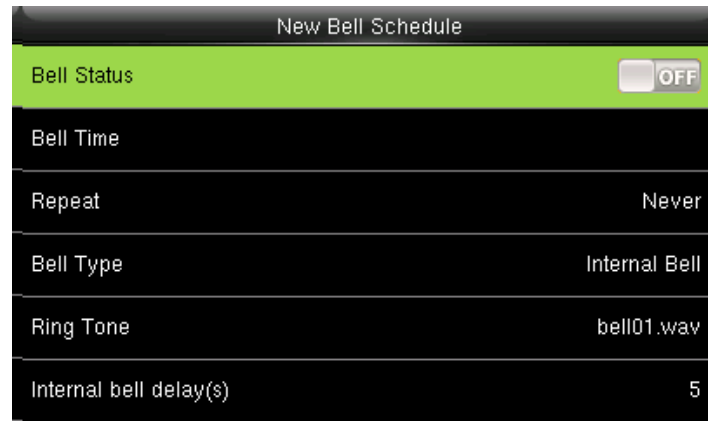 New Bell Schedule
Bell Status OFF
Bell Time
Repeat Never
Bell Type Internal Bell
Ring Tone bell01.wav
Internal bell delay(s) 5